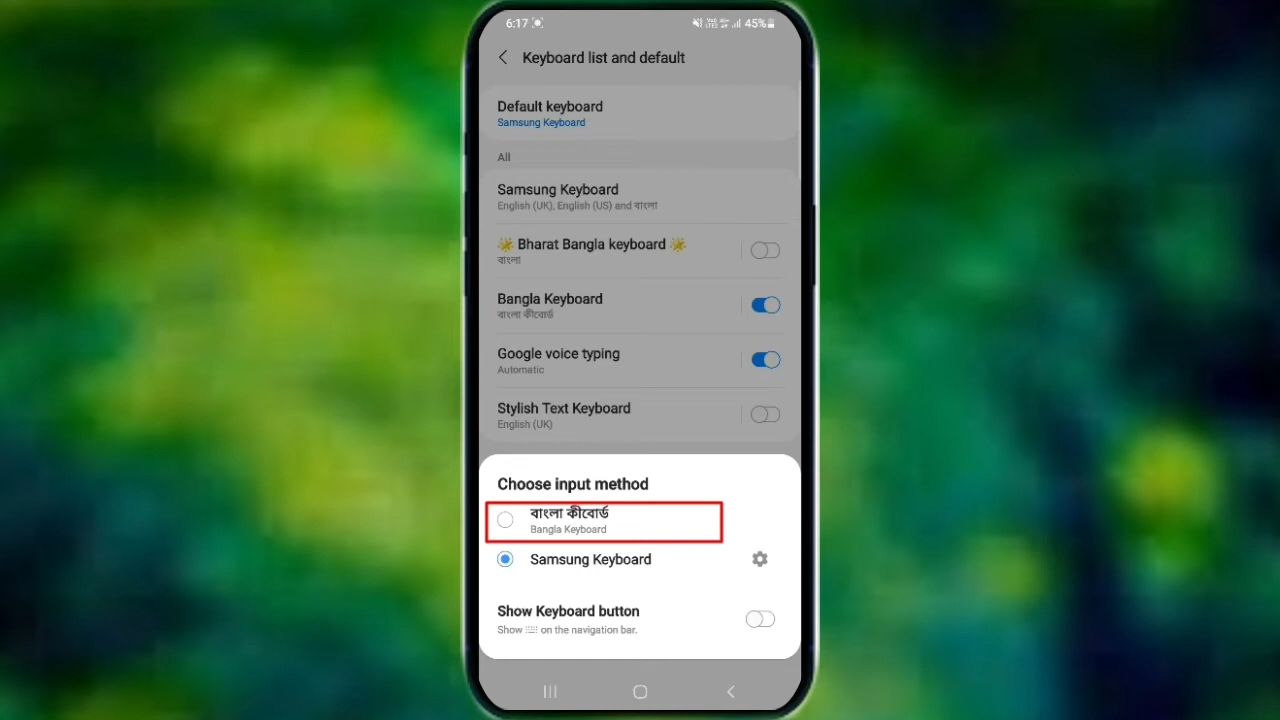 6:17 45%
Keyboard list and default
Default keyboard
Samsung Keyboard
All
Samsung Keyboard
English (UK), English (US) and বাংলা
Bharat Bangla keyboard
বাংলা
Bangla Keyboard
বাংলা কীবোর্ড
Google voice typing
Automatic
Stylish Text Keyboard
English (UK)
Choose input method
বাংলা কীবোর্ড
Bangla Keyboard
Samsung Keyboard
Show Keyboard button
Show on the navigation bar.